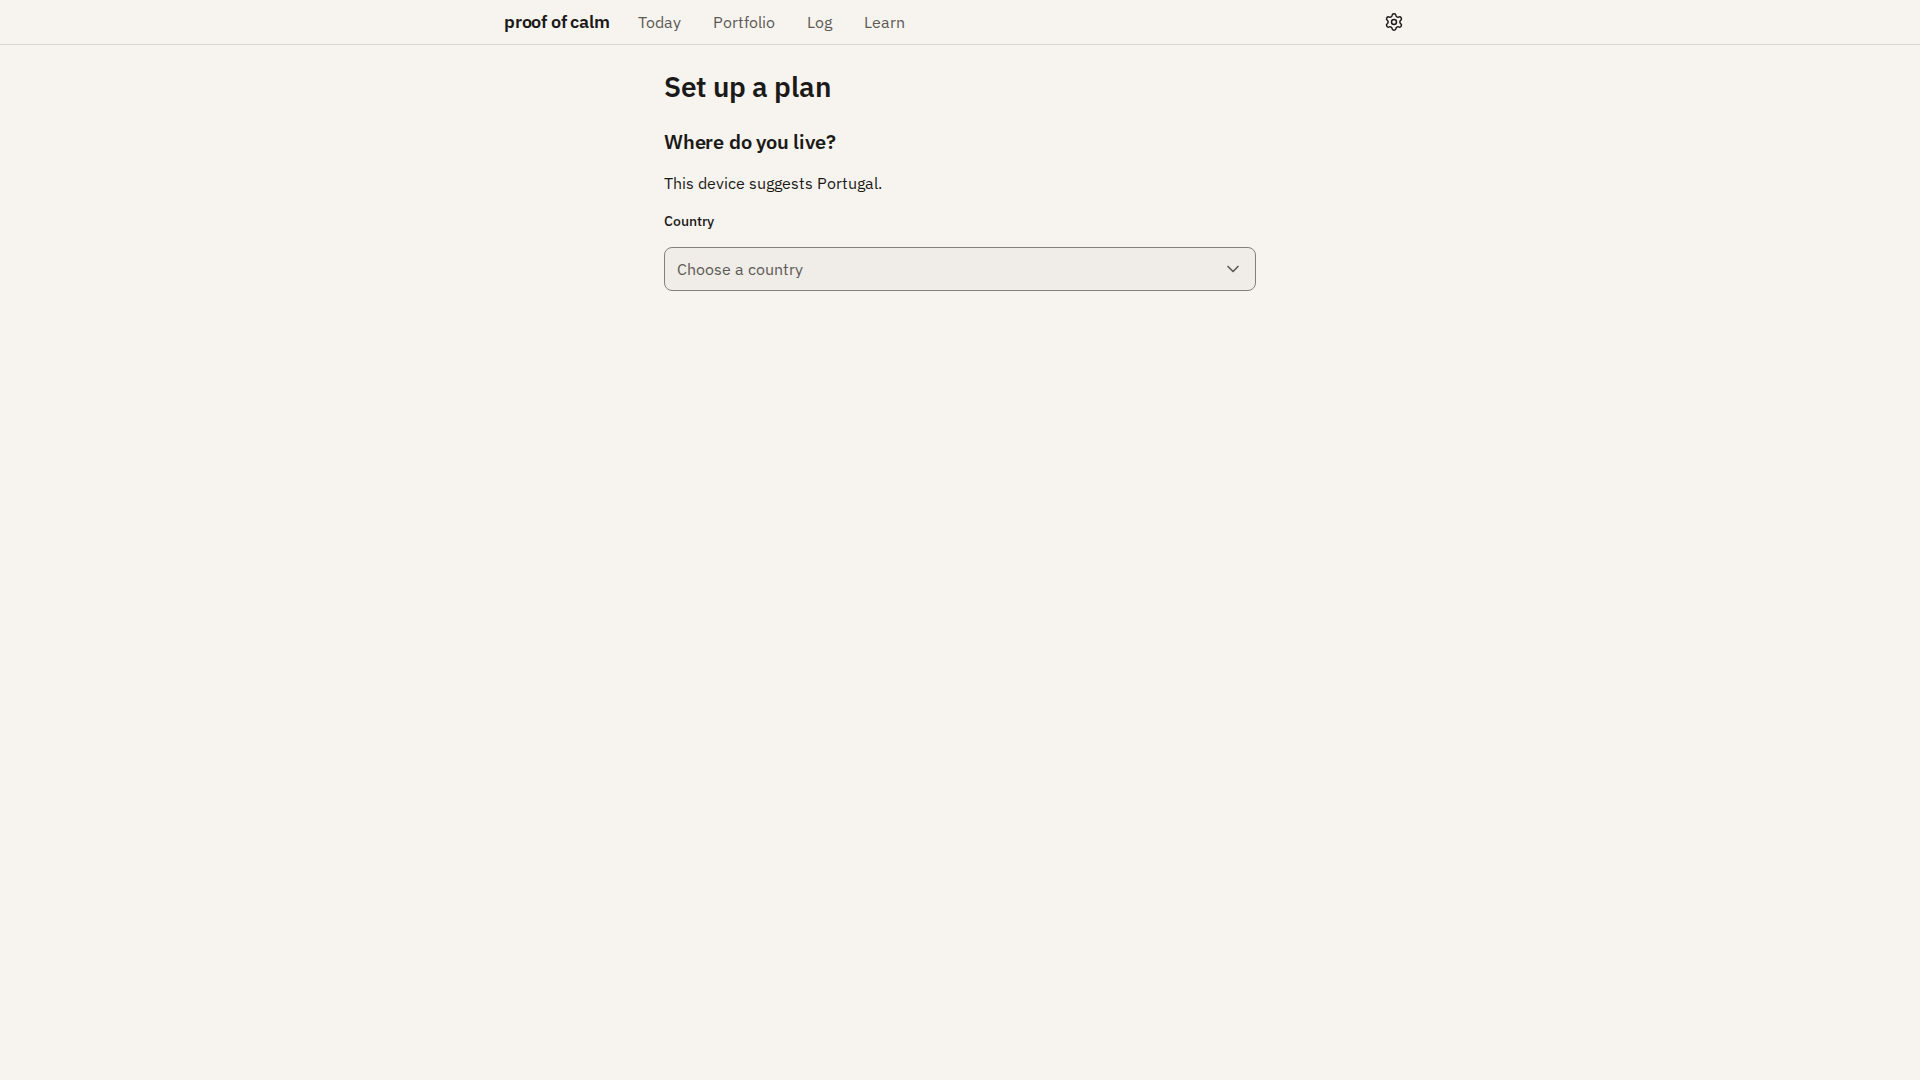 proof of calm Today Portfolio Log Learn
Set up a plan
Where do you live?
This device suggests Portugal.
Country
Choose a country